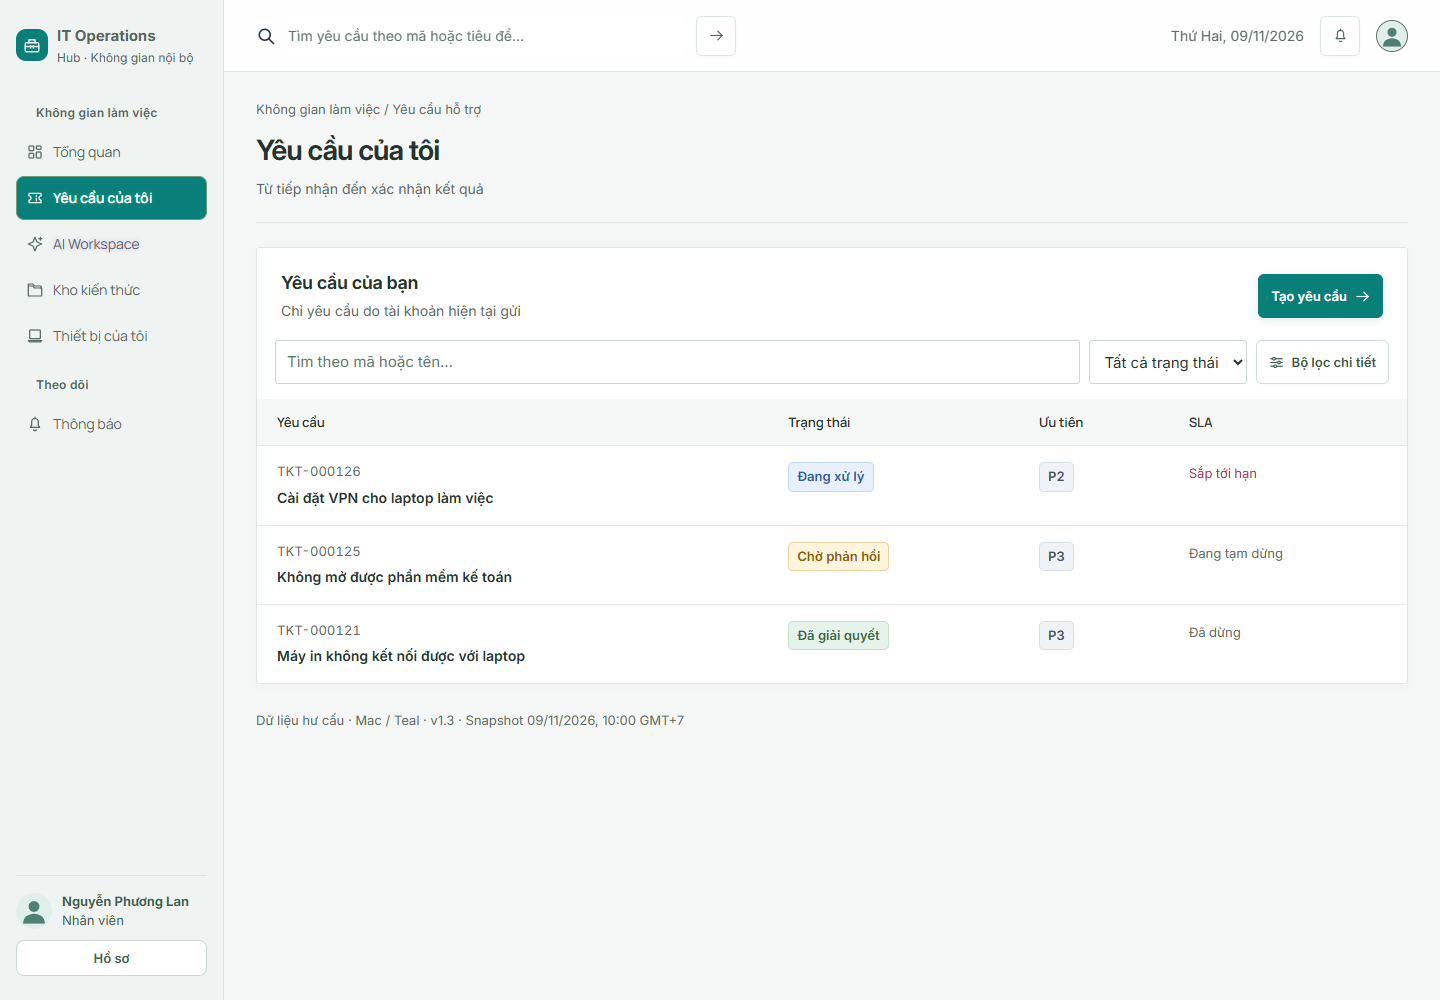 IT Operations
Hub · Không gian nội bộ
Không gian làm việc
Tổng quan
Yêu cầu của tôi
AI Workspace
Kho kiến thức
Thiết bị của tôi
Theo dõi
Thông báo
Nguyễn Phương Lan
Nhân viên
Hồ sơ
Tìm yêu cầu theo mã hoặc tiêu đề...
Thứ Hai, 09/11/2026
Không gian làm việc / Yêu cầu hỗ trợ
Yêu cầu của tôi
Từ tiếp nhận đến xác nhận kết quả
Yêu cầu của bạn
Chỉ yêu cầu do tài khoản hiện tại gửi
Tạo yêu cầu
Tìm theo mã hoặc tên...
Tất cả trạng thái
Bộ lọc chi tiết
Yêu cầu Trạng thái Ưu tiên SLA
TKT-000126
Cài đặt VPN cho laptop làm việc
Đang xử lý P2 Sắp tới hạn
TKT-000125
Không mở được phần mềm kế toán
Chờ phản hồi P3 Đang tạm dừng
TKT-000121
Máy in không kết nối được với laptop
Đã giải quyết P3 Đã dừng
Dữ liệu hư cấu · Mac / Teal · v1.3 · Snapshot 09/11/2026, 10:00 GMT+7